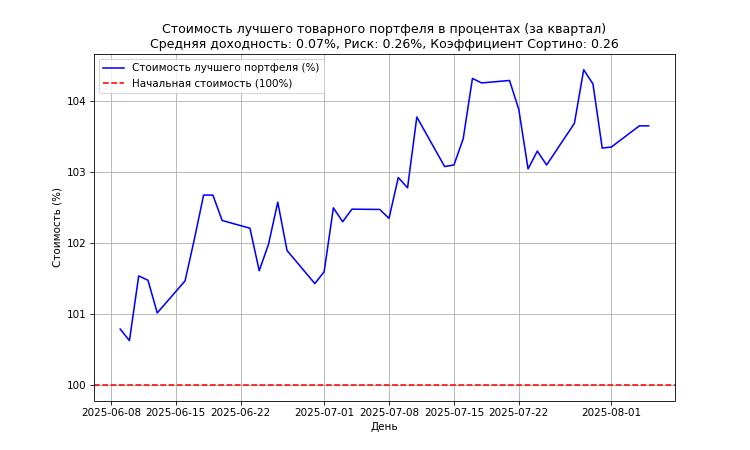 Стоимость лучшего товарного портфеля в процентах (за квартал)
Средняя доходность: 0.07%, Риск: 0.26%, Коэффициент Сортино: 0.26
Стоимость лучшего портфеля (%)
Начальная стоимость (100%)
Стоимость (%)
104
103
102
101
100
2025-06-08 2025-06-15 2025-06-22 2025-07-01 2025-07-08 2025-07-15 2025-07-22 2025-08-01
День